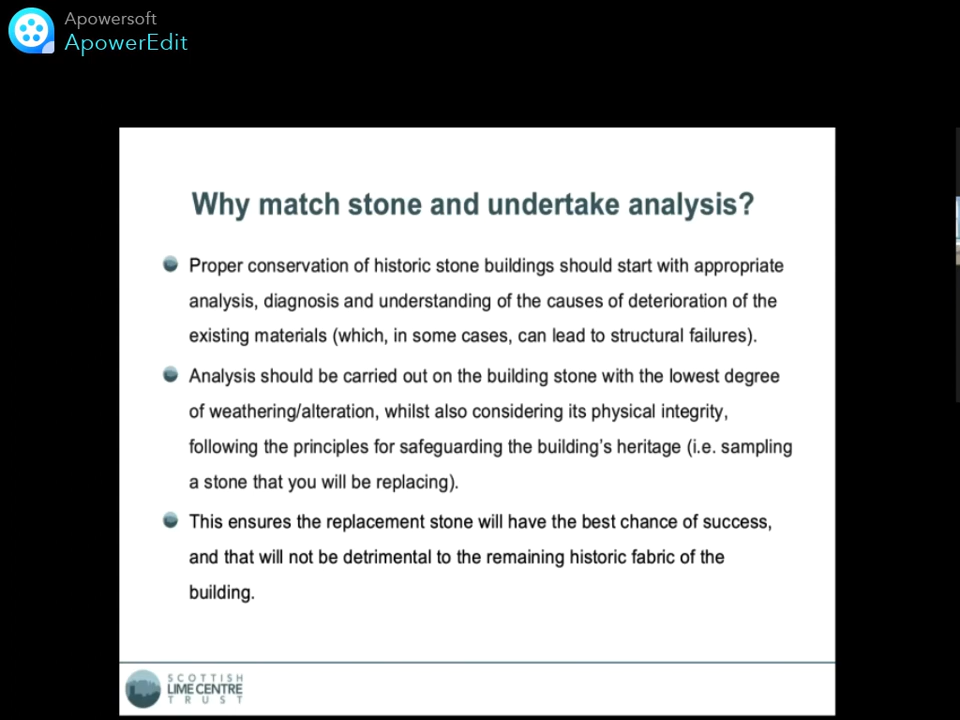 Apowersoft
ApowerEdit
Why match stone and undertake analysis?
Proper conservation of historic stone buildings should start with appropriate
analysis, diagnosis and understanding of the causes of deterioration of the
existing materials (which, in some cases, can lead to structural failures).
Analysis should be carried out on the building stone with the lowest degree
of weathering/alteration, whilst also considering its physical integrity,
following the principles for safeguarding the building's heritage (i.e. sampling
a stone that you will be replacing).
This ensures the replacement stone will have the best chance of success,
and that will not be detrimental to the remaining historic fabric of the
building.
SCOTTISH
LIME CENTRE
TRUST